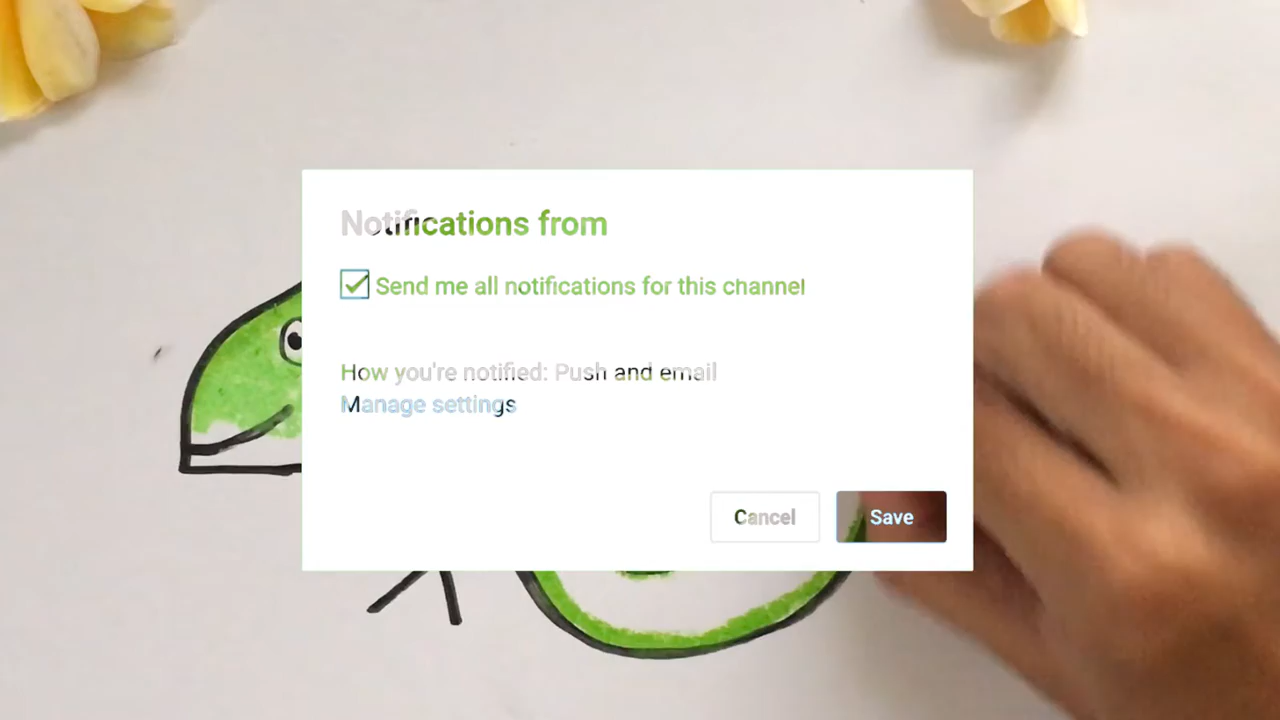 Notifications from
Send me all notifications for this channel
How you're notified: Push and email
Manage settings
Cancel
Save